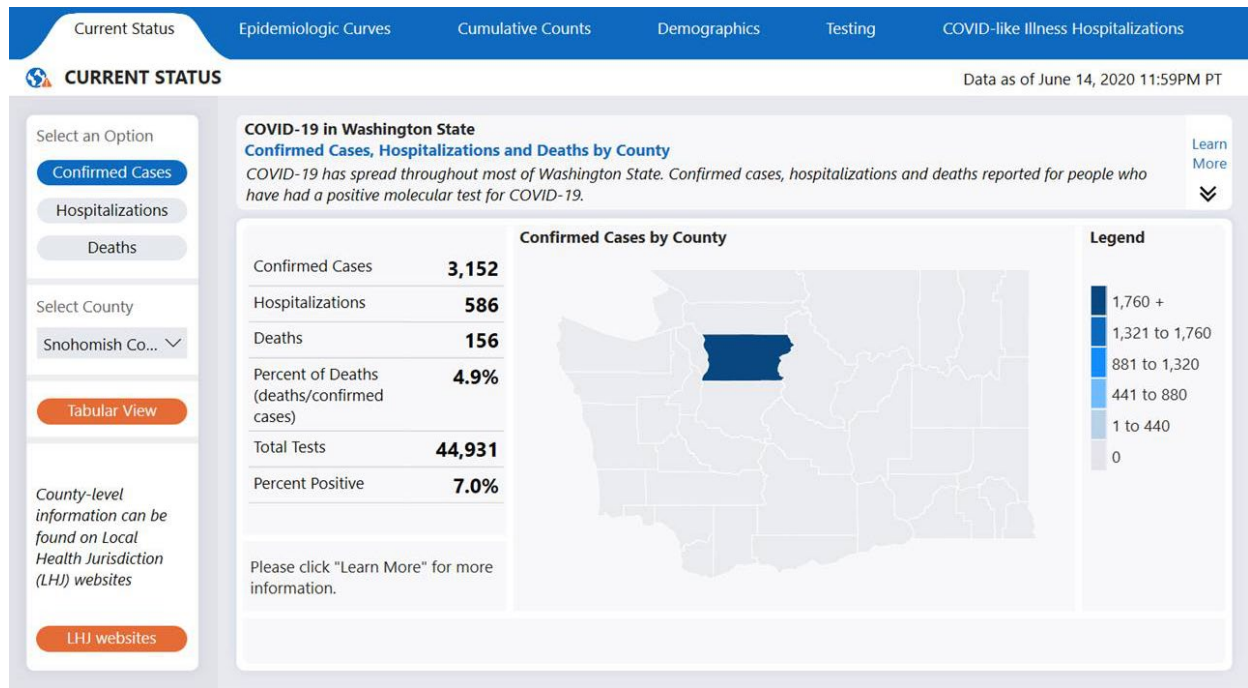 Current Status
Epidemiologic Curves
Cumulative Counts
Demographics
Testing
COVID-like Illness Hospitalizations
CURRENT STATUS
Data as of June 14, 2020 11:59PM PT
Select an Option
Confirmed Cases
Hospitalizations
Deaths
Select County
Snohomish Co...
Tabular View
County-level
information can be
found on Local
Health Jurisdiction
(LHJ) websites
LHJ websites
COVID-19 in Washington State
Confirmed Cases, Hospitalizations and Deaths by County
COVID-19 has spread throughout most of Washington State. Confirmed cases, hospitalizations and deaths reported for people who
have had a positive molecular test for COVID-19.
Learn
More
Confirmed Cases 3,152
Hospitalizations 586
Deaths 156
Percent of Deaths 4.9%
(deaths/confirmed
cases)
Total Tests 44,931
Percent Positive 7.0%
Please click "Learn More" for more
information.
Confirmed Cases by County
Legend
1,760 +
1,321 to 1,760
881 to 1,320
441 to 880
1 to 440
0